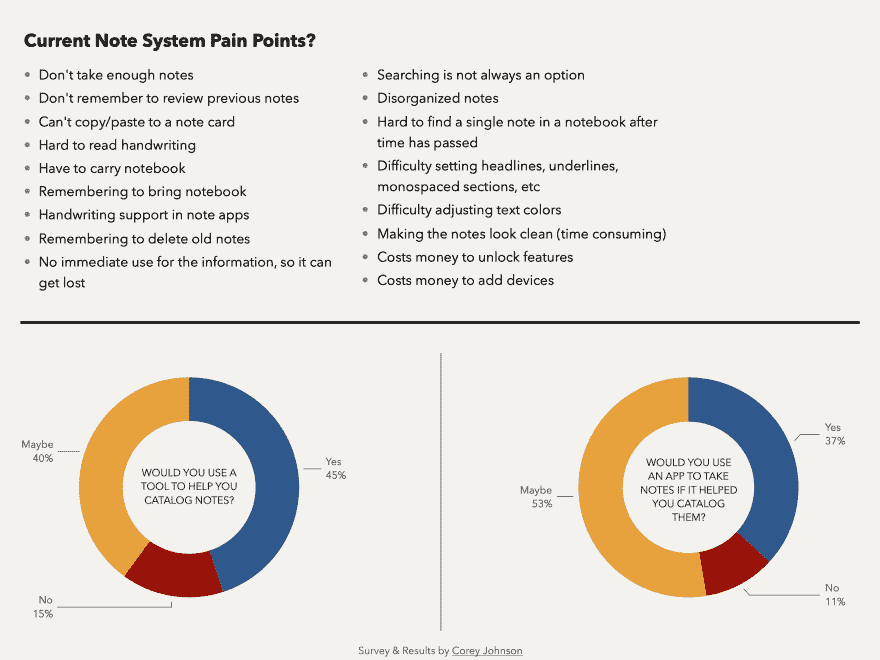 Current Note System Pain Points?
Don't take enough notes
Don't remember to review previous notes
Can't copy/paste to a note card
Hard to read handwriting
Have to carry notebook
Remembering to bring notebook
Handwriting support in note apps
Remembering to delete old notes
No immediate use for the information, so it can
get lost
Searching is not always an option
Disorganized notes
Hard to find a single note in a notebook after
time has passed
Difficulty setting headlines, underlines,
monospaced sections, etc
Difficulty adjusting text colors
Making the notes look clean (time consuming)
Costs money to unlock features
Costs money to add devices
Maybe
40%
WOULD YOU USE A
TOOL TO HELP YOU
CATALOG NOTES?
Yes
45%
No
15%
Maybe
53%
WOULD YOU USE
AN APP TO TAKE
NOTES IF IT HELPED
YOU CATALOG
THEM?
Yes
37%
No
11%
Survey & Results by Corey Johnson